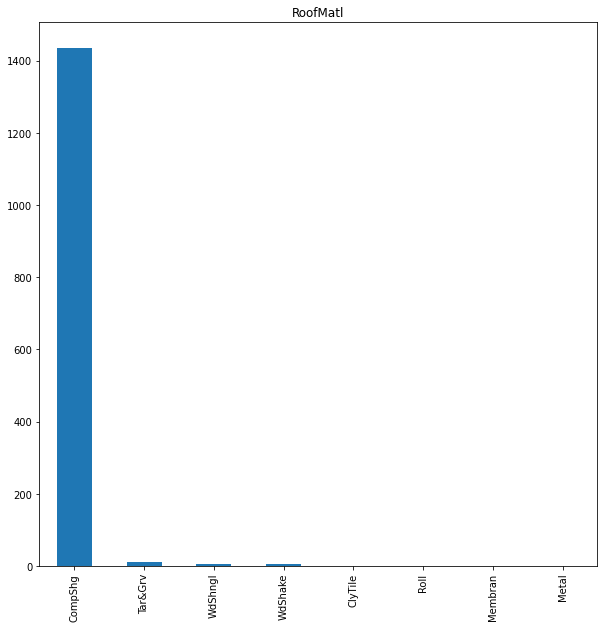 RoofMatl
1400
1200
1000
800
600
400
200
0
CompShg
Tar&Grv
WdShngl
WdShake
ClyTile
Roll
Membran
Metal